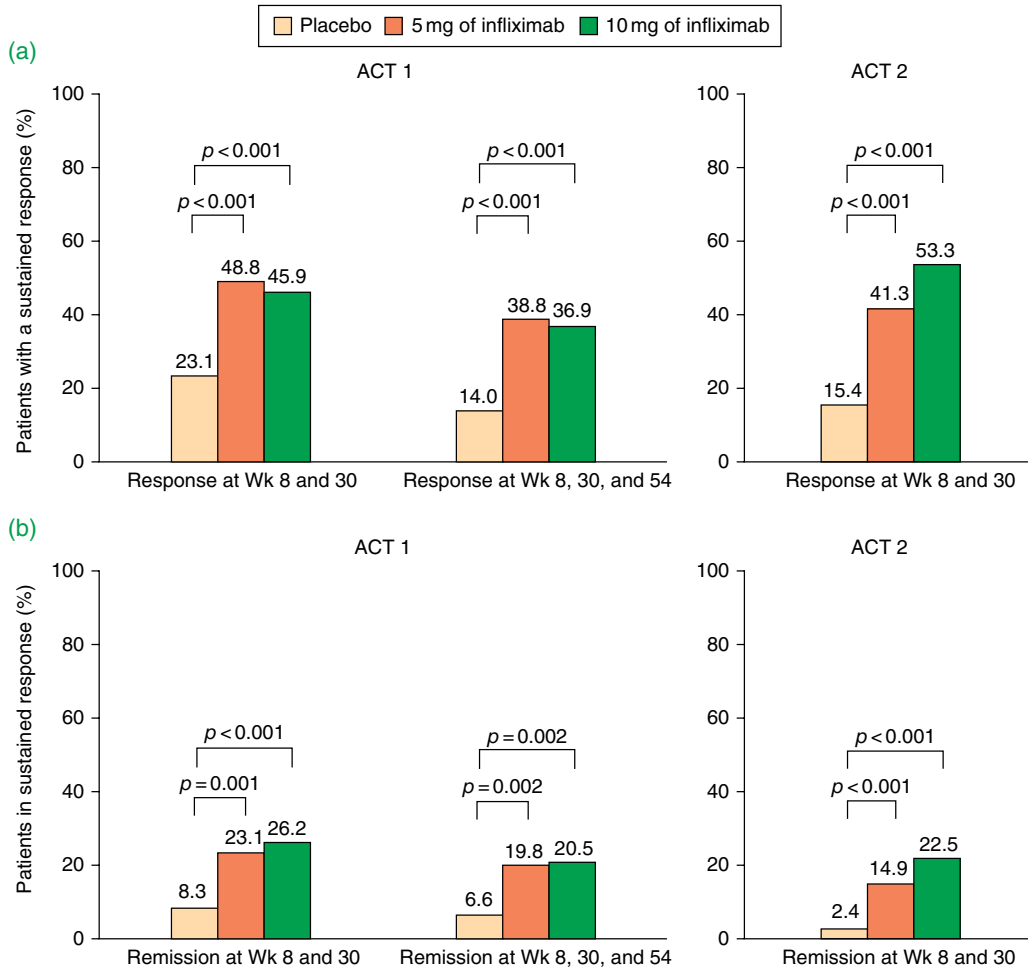 Placebo 5 mg of infliximab 10 mg of infliximab
(a)
ACT 1
ACT 2
Patients with a sustained response (%)
100
80
60
40
20
0
p < 0.001
p < 0.001
23.1
48.8
45.9
Response at Wk 8 and 30
p < 0.001
p < 0.001
14.0
38.8
36.9
Response at Wk 8, 30, and 54
100
80
60
40
20
0
p < 0.001
p < 0.001
15.4
41.3
53.3
Response at Wk 8 and 30
(b)
ACT 1
ACT 2
Patients in sustained response (%)
100
80
60
40
20
0
p < 0.001
p = 0.001
8.3
23.1
26.2
Remission at Wk 8 and 30
p = 0.002
p = 0.002
6.6
19.8
20.5
Remission at Wk 8, 30, and 54
100
80
60
40
20
0
p < 0.001
p < 0.001
2.4
14.9
22.5
Remission at Wk 8 and 30